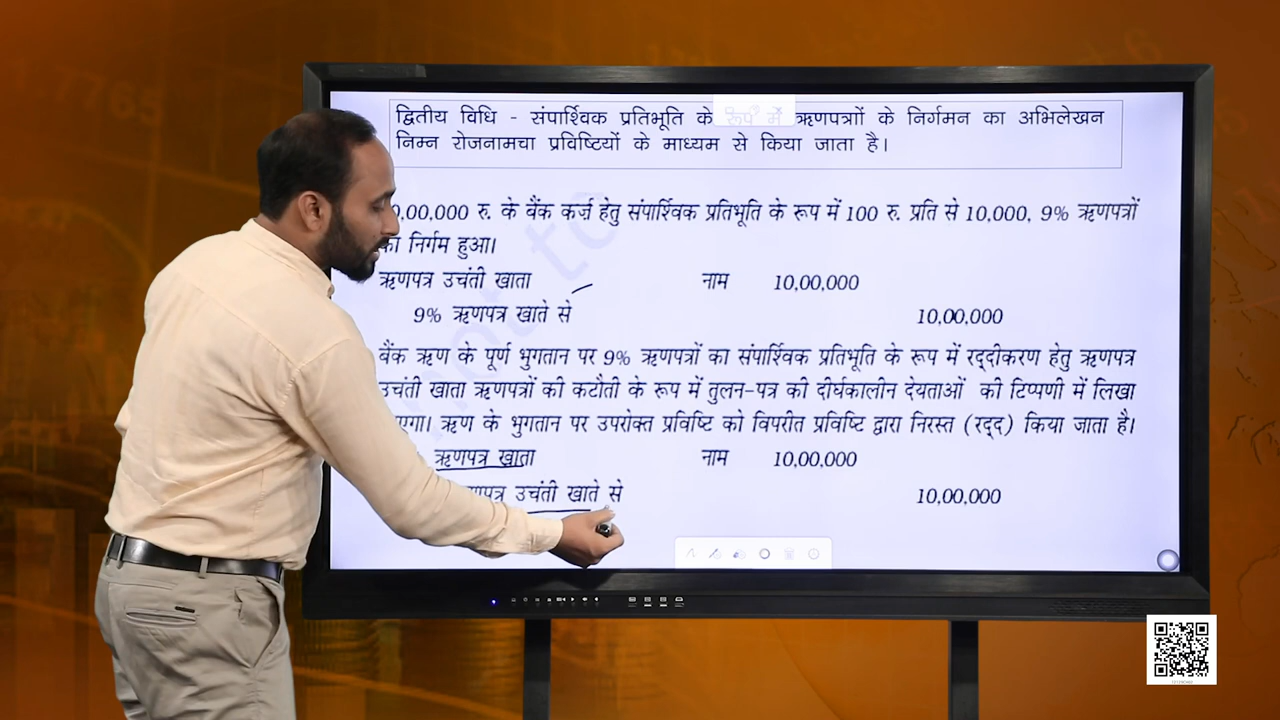 द्वितीय विधि - संपार्श्विक प्रतिभूति के रूप में ऋणपत्राों के निर्गमन का अभिलेखन
निम्न रोजनामचा प्रविष्टियों के माध्यम से किया जाता है।
0,00,000 रु. के बैंक कर्ज हेतु संपार्श्विक प्रतिभूति के रूप में 100 रु. प्रति से 10,000, 9% ऋणपत्रों
का निर्गम हुआ।
ऋणपत्र उचंती खाता नाम 10,00,000
9% ऋणपत्र खाते से 10,00,000
बैंक ऋण के पूर्ण भुगतान पर 9% ऋणपत्रों का संपार्श्विक प्रतिभूति के रूप में रद्दीकरण हेतु ऋणपत्र
उचंती खाता ऋणपत्रों की कटौती के रूप में तुलन-पत्र की दीर्घकालीन देयताओं की टिप्पणी में लिखा
ऋण के भुगतान पर उपरोक्त प्रविष्टि को विपरीत प्रविष्टि द्वारा निरस्त (रद्द) किया जाता है।
ऋणपत्र खाता नाम 10,00,000
उचंती खाते से 10,00,000